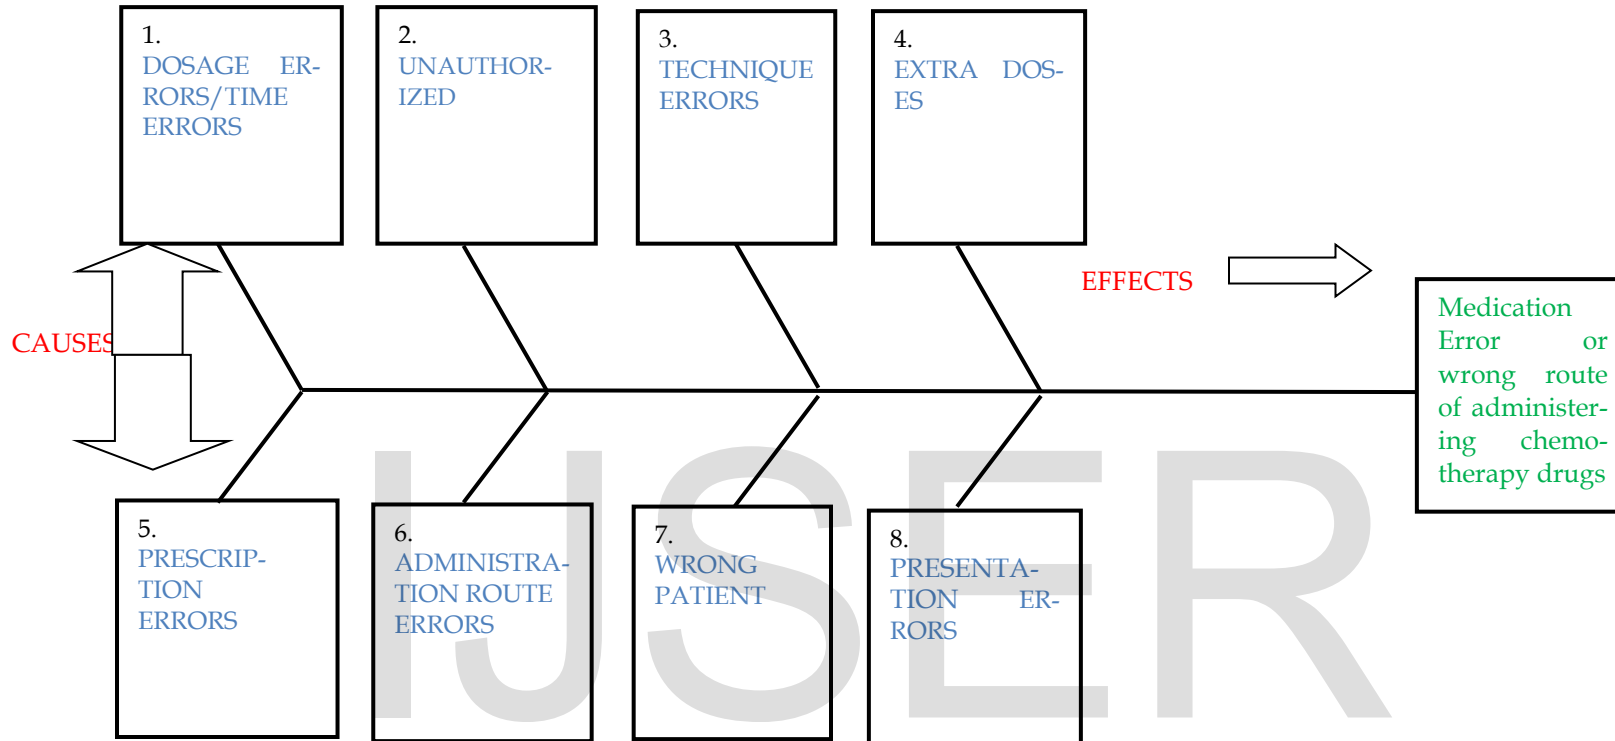 1.
DOSAGE ER-
RORS/TIME
ERRORS
2.
UNAUTHOR-
IZED
3.
TECHNIQUE
ERRORS
4.
EXTRA DOS-
ES
CAUSES
EFFECTS
Medication
Error or
wrong route
of administer-
ing chemo-
therapy drugs
5.
PRESCRIP-
TION
ERRORS
6.
ADMINISTRA-
TION ROUTE
ERRORS
7.
WRONG
PATIENT
8.
PRESENTA-
TION ER-
RORS
IJSER